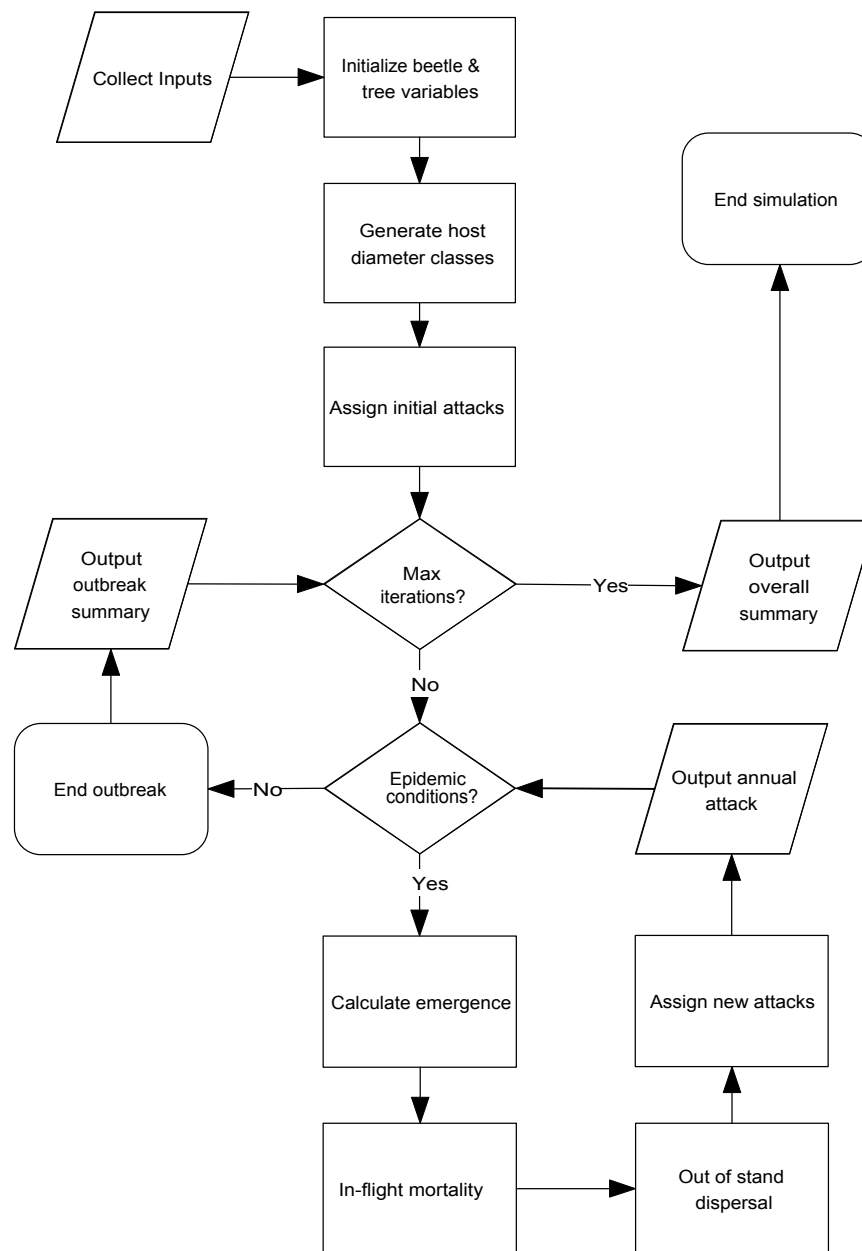 Collect Inputs
Initialize beetle &
tree variables
Generate host
diameter classes
End simulation
Assign initial attacks
Output
outbreak
summary
Max
iterations?
Yes
Output
overall
summary
No
End outbreak
No
Epidemic
conditions?
Output annual
attack
Yes
Calculate emergence
Assign new attacks
In-flight mortality
Out of stand
dispersal